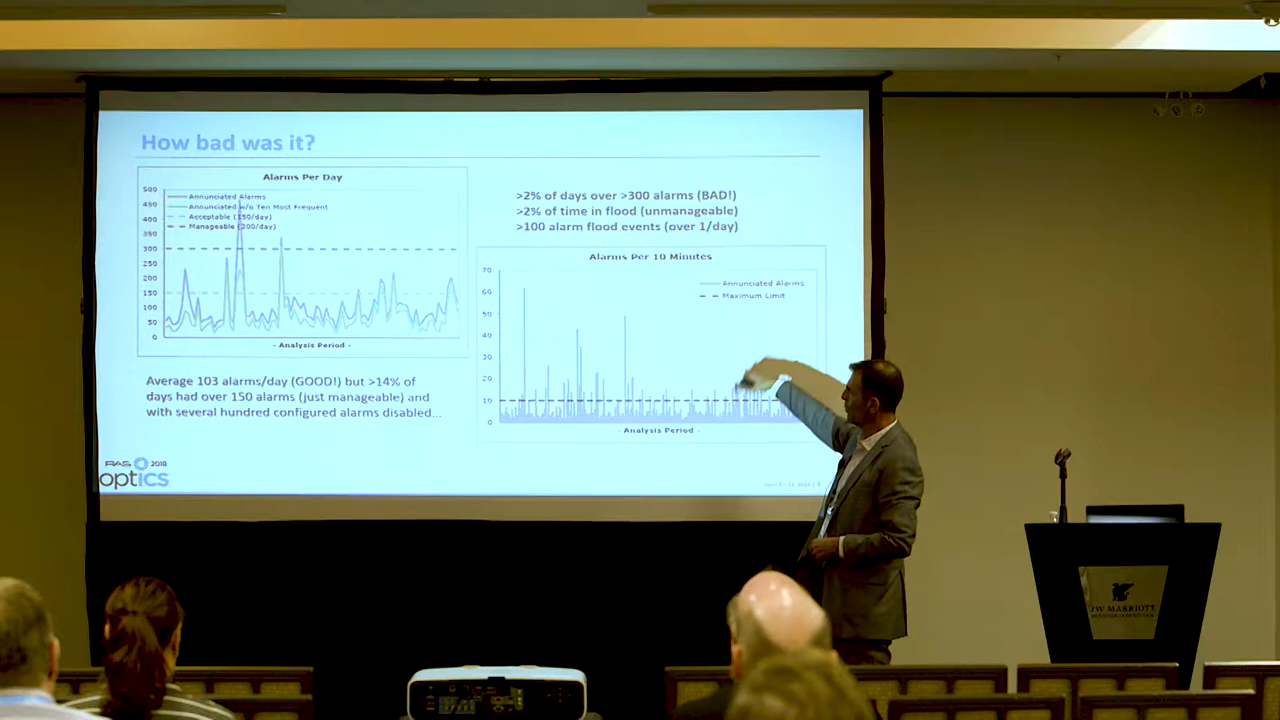 How bad was it?
Alarms Per Day
500
450
400
350
300
250
200
150
100
50
0
Annunciated Alarms
Annunciated w/o Ten Most Frequent
Acceptable (150/day)
Manageable (300/day)
- Analysis Period -
>2% of days over >300 alarms (BAD!)
>2% of time in flood (unmanageable)
>100 alarm flood events (over 1/day)
Alarms Per 10 Minutes
70
60
50
40
30
20
10
0
Annunciated Alarms
Maximum Limit
- Analysis Period -
Average 103 alarms/day (GOOD!) but >14% of
days had over 150 alarms (just manageable) and
with several hundred configured alarms disabled...
PAS 2018
optICS
JW MARRIOTT